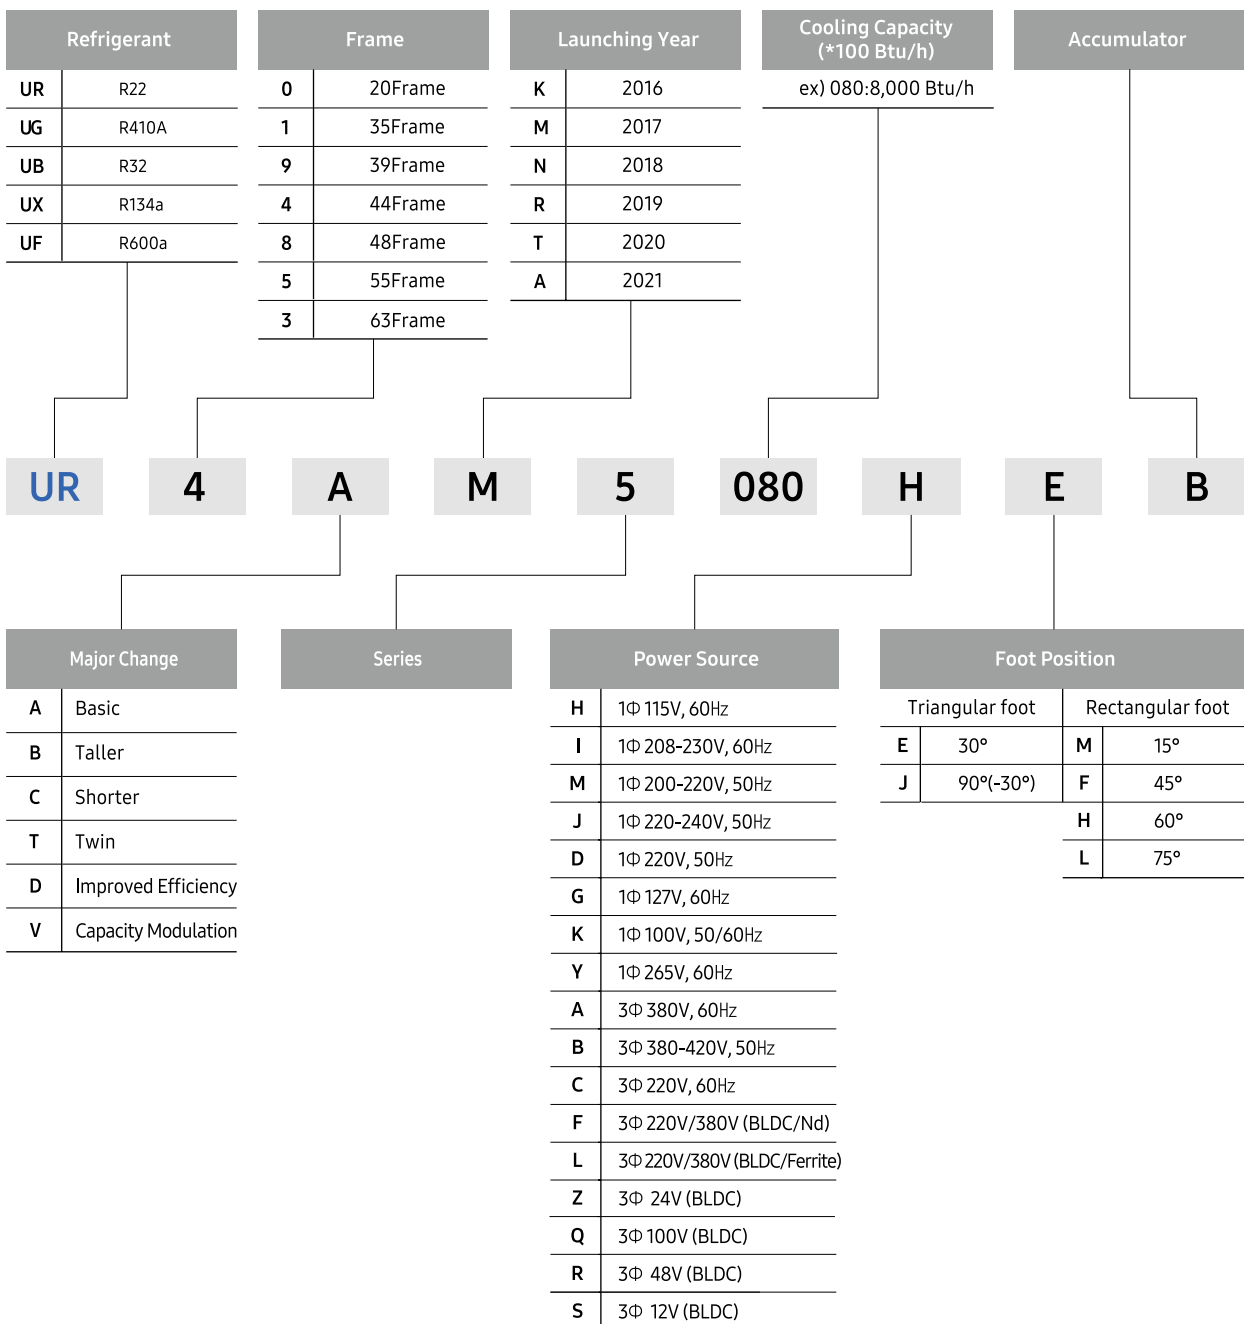 Refrigerant
UR R22
UG R410A
UB R32
UX R134a
UF R600a
Frame
0 20Frame
1 35Frame
9 39Frame
4 44Frame
8 48Frame
5 55Frame
3 63Frame
Launching Year
K 2016
M 2017
N 2018
R 2019
T 2020
A 2021
Cooling Capacity
(*100 Btu/h)
ex) 080:8,000 Btu/h
Accumulator
UR 4 A M 5 080 H E B
Major Change
A Basic
B Taller
C Shorter
T Twin
D Improved Efficiency
V Capacity Modulation
Series
Power Source
H 1Φ 115V, 60Hz
I 1Φ 208-230V, 60Hz
M 1Φ 200-220V, 50Hz
J 1Φ 220-240V, 50Hz
D 1Φ 220V, 50Hz
G 1Φ 127V, 60Hz
K 1Φ 100V, 50/60Hz
Y 1Φ 265V, 60Hz
A 3Φ 380V, 60Hz
B 3Φ 380-420V, 50Hz
C 3Φ 220V, 60Hz
F 3Φ 220V/380V (BLDC/Nd)
L 3Φ 220V/380V (BLDC/Ferrite)
Z 3Φ 24V (BLDC)
Q 3Φ 100V (BLDC)
R 3Φ 48V (BLDC)
S 3Φ 12V (BLDC)
Foot Position
Triangular foot Rectangular foot
E 30° M 15°
J 90°(-30°) F 45°
H 60°
L 75°